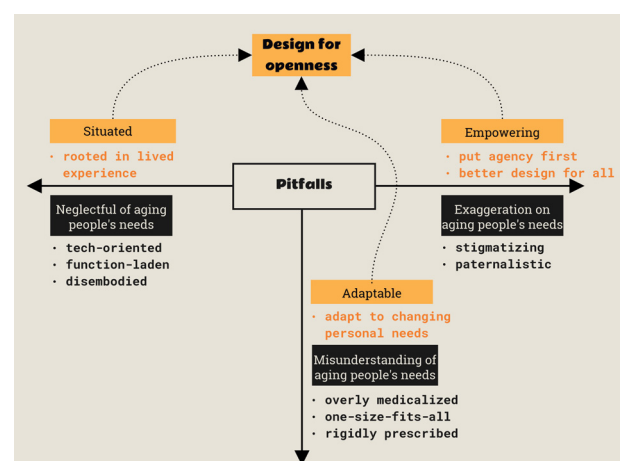 Design for
openness
Situated
· rooted in lived
experience
Empowering
· put agency first
· better design for all
Pitfalls
Neglectful of aging
people's needs
· tech-oriented
· function-laden
· disembodied
Exaggeration on
aging people's needs
· stigmatizing
· paternalistic
Adaptable
· adapt to changing
personal needs
Misunderstanding of
aging people's needs
· overly medicalized
· one-size-fits-all
· rigidly prescribed